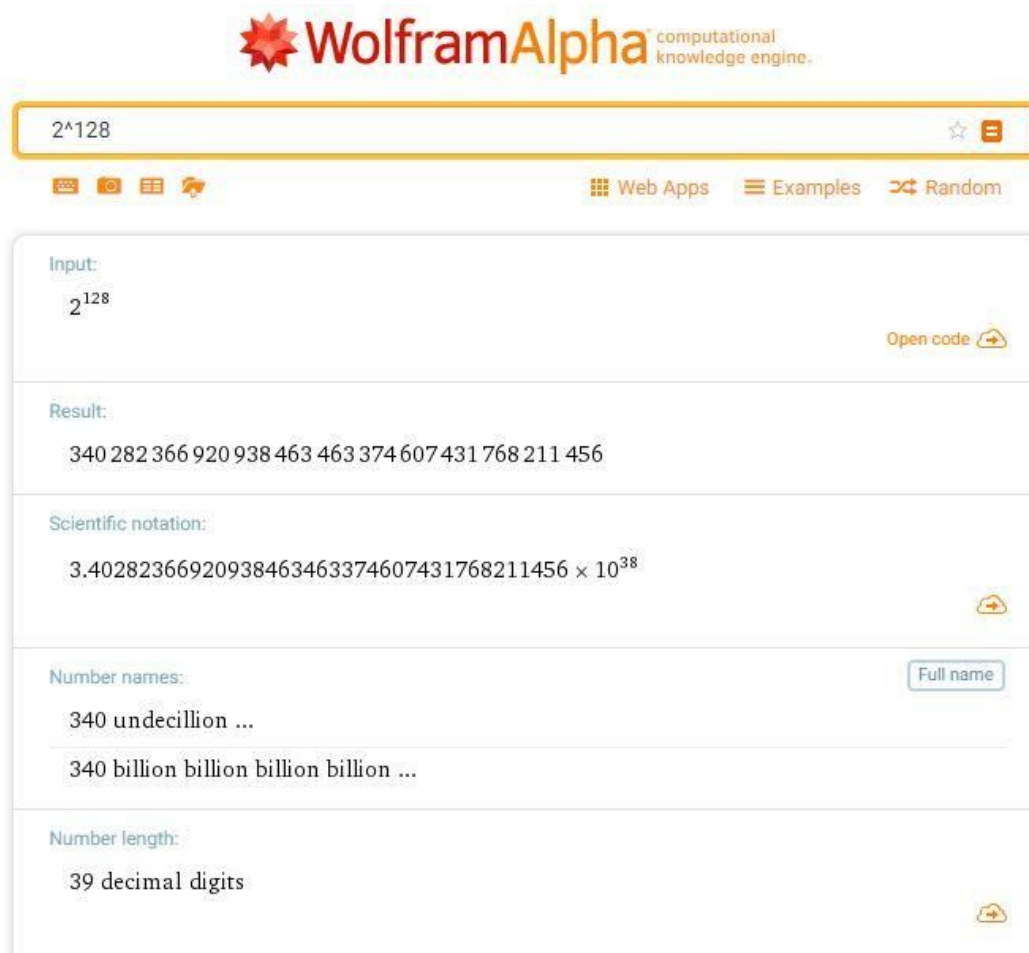 WolframAlpha computational
knowledge engine.
2^128
Web Apps Examples Random
Input:
2^128
Open code
Result:
340 282 366 920 938 463 463 374 607 431 768 211 456
Scientific notation:
3.40282366920938463463374607431768211456 × 10^38
Number names:
Full name
340 undecillion ...
340 billion billion billion billion ...
Number length:
39 decimal digits